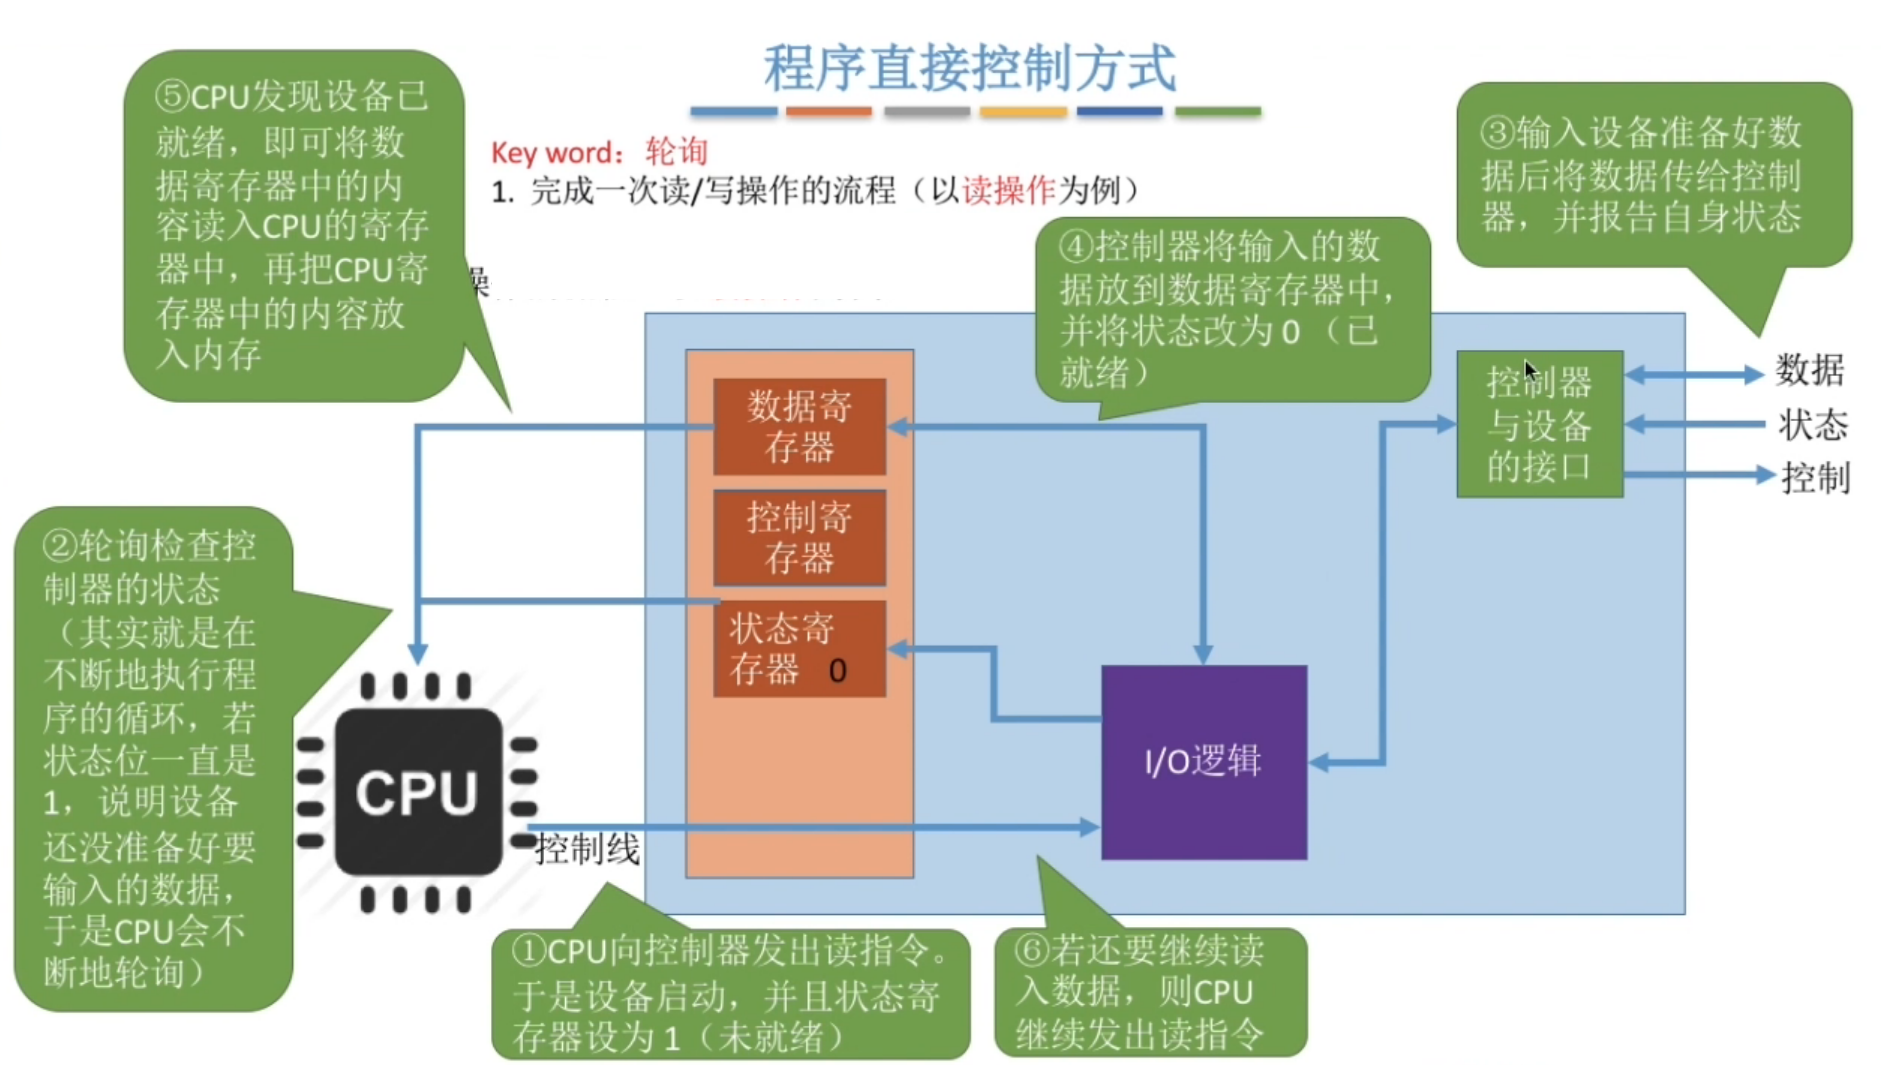 程序直接控制方式
Key word：轮询
1. 完成一次读/写操作的流程（以读操作为例）
⑤CPU发现设备已
就绪，即可将数
据寄存器中的内
容读入CPU的寄存
器中，再把CPU寄
存器中的内容放
入内存
操
③输入设备准备好数
据后将数据传给控制
器，并报告自身状态
④控制器将输入的数
据放到数据寄存器中，
并将状态改为 0 （已
就绪）
数据寄
存器
控制寄
存器
状态寄
存器 0
控制器
与设备
的接口
数据
状态
控制
②轮询检查控
制器的状态
（其实就是在
不断地执行程
序的循环，若
状态位一直是
1，说明设备
还没准备好要
输入的数据，
于是CPU会不
断地轮询）
CPU
I/O逻辑
控制线
①CPU向控制器发出读指令。
于是设备启动，并且状态寄
存器设为 1（未就绪）
⑥若还要继续读
入数据，则CPU
继续发出读指令